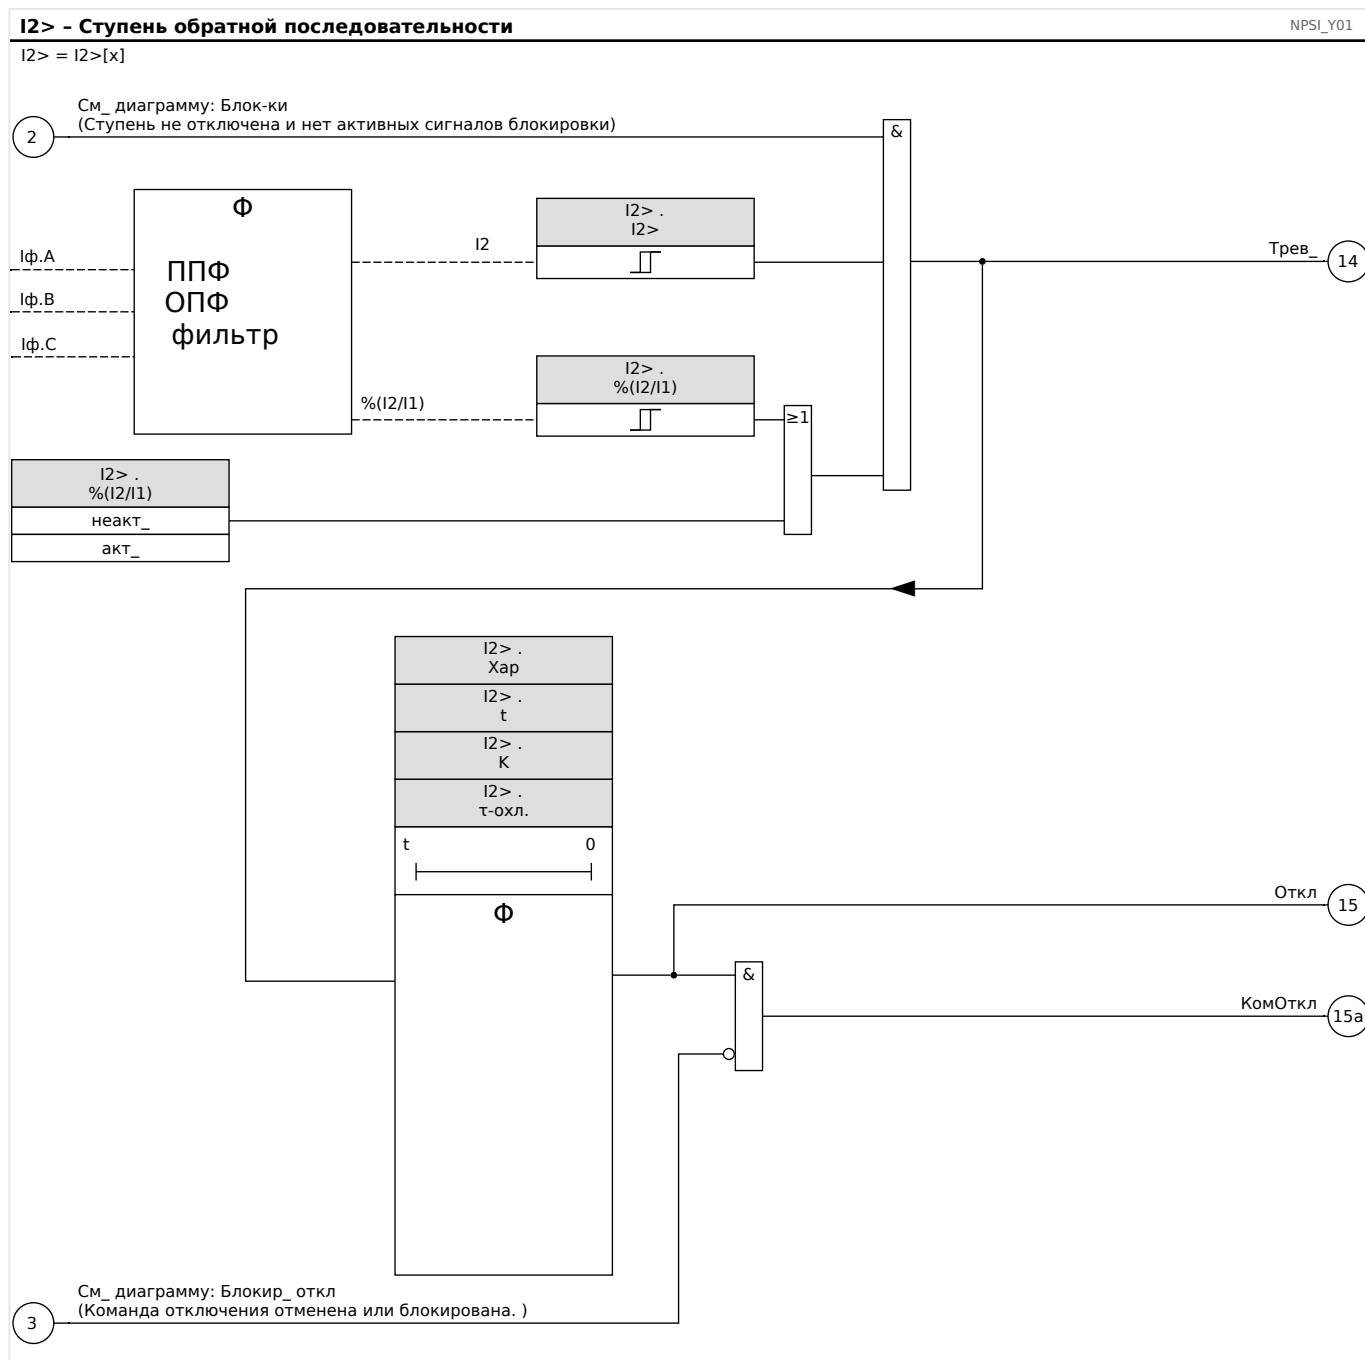 I2> – Ступень обратной последовательности
NPSI_Y01
I2> = I2>[x]
См_ диаграмму: Блок-ки
(Ступень не отключена и нет активных сигналов блокировки)
2
&
Ф
ППФ
ОПФ
фильтр
Iф.A
Iф.B
Iф.C
I2
I2> .
I2>
Трев_
14
%(I2/I1)
I2> .
%(I2/I1)
≥1
I2> .
%(I2/I1)
неакт_
акт_
I2> .
Хар
I2> .
t
I2> .
K
I2> .
τ-охл.
t 0
Ф
Откл
15
&
КомОткл
15a
См_ диаграмму: Блокир_ откл
(Команда отключения отменена или блокирована. )
3